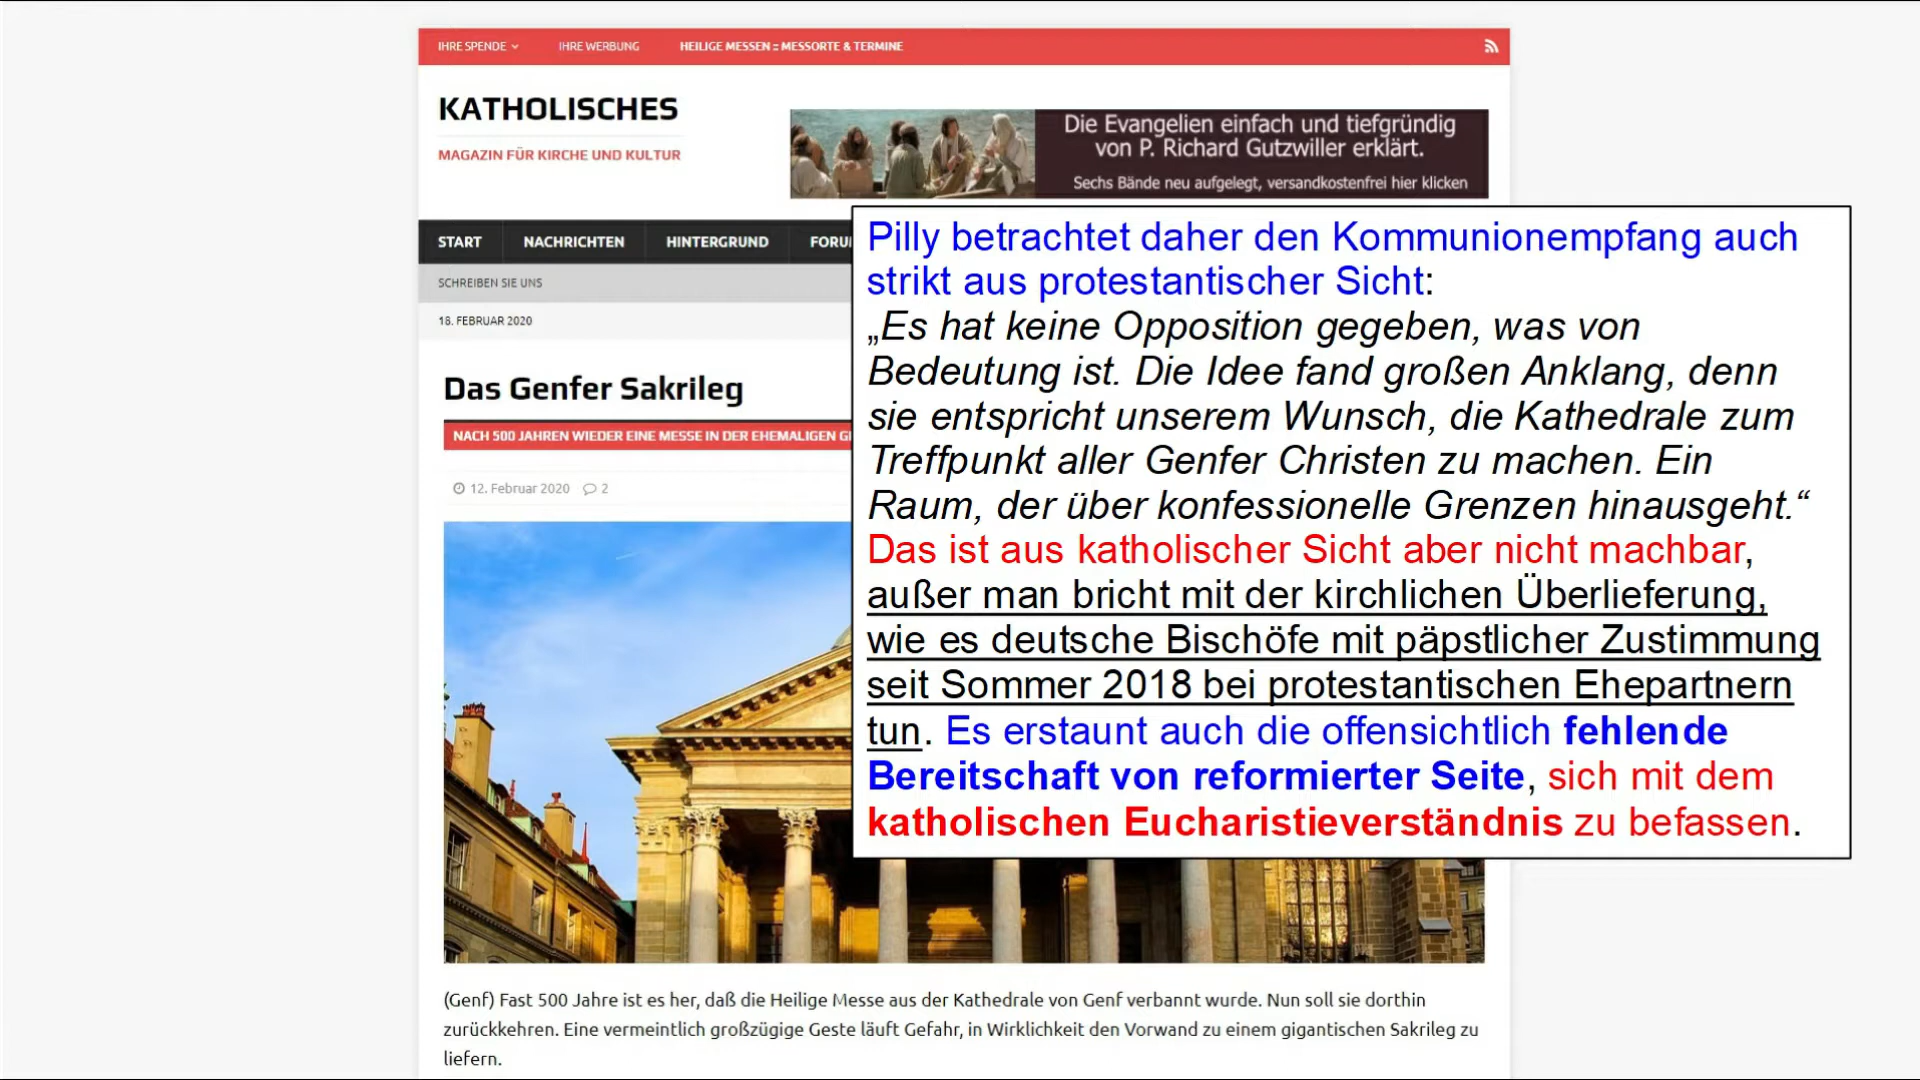 IHRE SPENDE
IHRE WERBUNG
HEILIGE MESSEN :: MESSORTE & TERMINE
KATHOLISCHES
MAGAZIN FÜR KIRCHE UND KULTUR
Die Evangelien einfach und tiefgründig
von P. Richard Gutzwiller erklärt.
Sechs Bände neu aufgelegt, versandkostenfrei hier klicken
START
NACHRICHTEN
HINTERGRUND
FORU
SCHREIBEN SIE UNS
18. FEBRUAR 2020
Das Genfer Sakrileg
NACH 500 JAHREN WIEDER EINE MESSE IN DER EHEMALIGEN
12. Februar 2020
2
Pilly betrachtet daher den Kommunionempfang auch
strikt aus protestantischer Sicht:
„Es hat keine Opposition gegeben, was von
Bedeutung ist. Die Idee fand großen Anklang, denn
sie entspricht unserem Wunsch, die Kathedrale zum
Treffpunkt aller Genfer Christen zu machen. Ein
Raum, der über konfessionelle Grenzen hinausgeht.“
Das ist aus katholischer Sicht aber nicht machbar,
außer man bricht mit der kirchlichen Überlieferung,
wie es deutsche Bischöfe mit päpstlicher Zustimmung
seit Sommer 2018 bei protestantischen Ehepartnern
tun. Es erstaunt auch die offensichtlich fehlende
Bereitschaft von reformierter Seite, sich mit dem
katholischen Eucharistieverständnis zu befassen.
(Genf) Fast 500 Jahre ist es her, daß die Heilige Messe aus der Kathedrale von Genf verbannt wurde. Nun soll sie dorthin
zurückkehren. Eine vermeintlich großzügige Geste läuft Gefahr, in Wirklichkeit den Vorwand zu einem gigantischen Sakrileg zu
liefern.